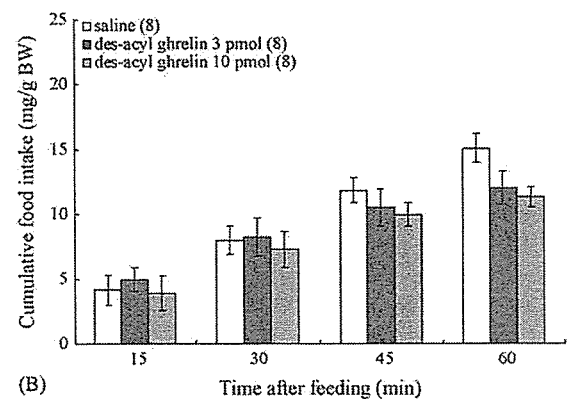 saline (8)
des-acyl ghrelin 3 pmol (8)
des-acyl ghrelin 10 pmol (8)
Cumulative food intake (mg/g BW)
25
20
15
10
5
0
15 30 45 60
(B) Time after feeding (min)